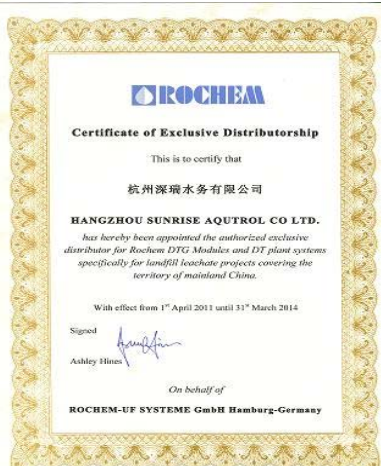 ROCHEM
Certificate of Exclusive Distributorship
This is to certify that
杭州深瑞水务有限公司
HANGZHOU SUNRISE AQUTROL CO LTD.
has hereby been appointed the authorized exclusive
distributor for Rochem DTG Modules and DT plant systems
specifically for landfill leachate projects covering the
territory of mainland China.
With effect from 1st April 2011 until 31st March 2014
Signed
Ashley Hines
On behalf of
ROCHEM-UF SYSTEME GmbH Hamburg-Germany